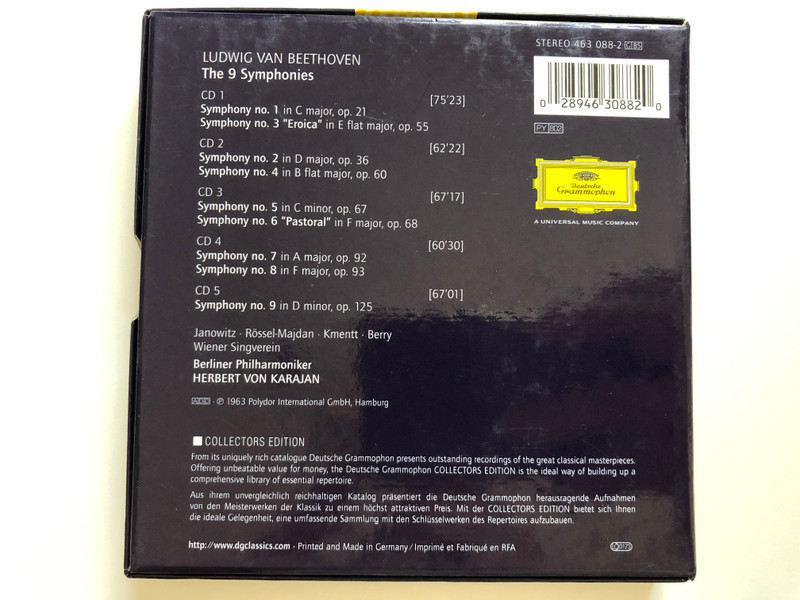 LUDWIG VAN BEETHOVEN
The 9 Symphonies
CD 1 [75'23]
Symphony no. 1 in C major, op. 21
Symphony no. 3 "Eroica" in E flat major, op. 55
CD 2 [62'22]
Symphony no. 2 in D major, op. 36
Symphony no. 4 in B flat major, op. 60
CD 3 [67'17]
Symphony no. 5 in C minor, op. 67
Symphony no. 6 "Pastoral" in F major, op. 68
CD 4 [60'30]
Symphony no. 7 in A major, op. 92
Symphony no. 8 in F major, op. 93
CD 5 [67'01]
Symphony no. 9 in D minor, op. 125
Janowitz · Rössel-Majdan · Kmentt · Berry
Wiener Singverein
Berliner Philharmoniker
HERBERT VON KARAJAN
ADD · ℗ 1963 Polydor International GmbH, Hamburg
STEREO 463 088-2 GB5
0 28946 30882 0
PY 802
Deutsche
Grammophon
A UNIVERSAL MUSIC COMPANY
COLLECTORS EDITION
From its uniquely rich catalogue Deutsche Grammophon presents outstanding recordings of the great classical masterpieces.
Offering unbeatable value for money, the Deutsche Grammophon COLLECTORS EDITION is the ideal way of building up a
comprehensive library of essential repertoire.
Aus ihrem unvergleichlich reichhaltigen Katalog präsentiert die Deutsche Grammophon herausragende Aufnahmen
von den Meisterwerken der Klassik zu einem höchst attraktiven Preis. Mit der COLLECTORS EDITION bietet sich Ihnen
die ideale Gelegenheit, eine umfassende Sammlung mit den Schlüsselwerken des Repertoires aufzubauen.
http://www.dgclassics.com · Printed and Made in Germany / Imprimé et Fabriqué en RFA